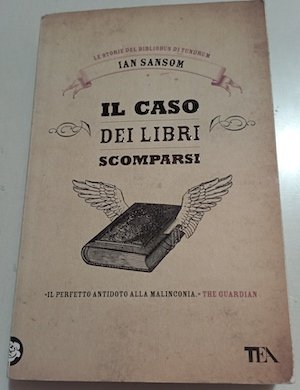 LE STORIE DEL BIBLIOBUS DI TUNDRUM
IAN SANSOM
IL CASO
DEI LIBRI
SCOMPARSI
«IL PERFETTO ANTIDOTO ALLA MALINCONIA.» THE GUARDIAN
TEA